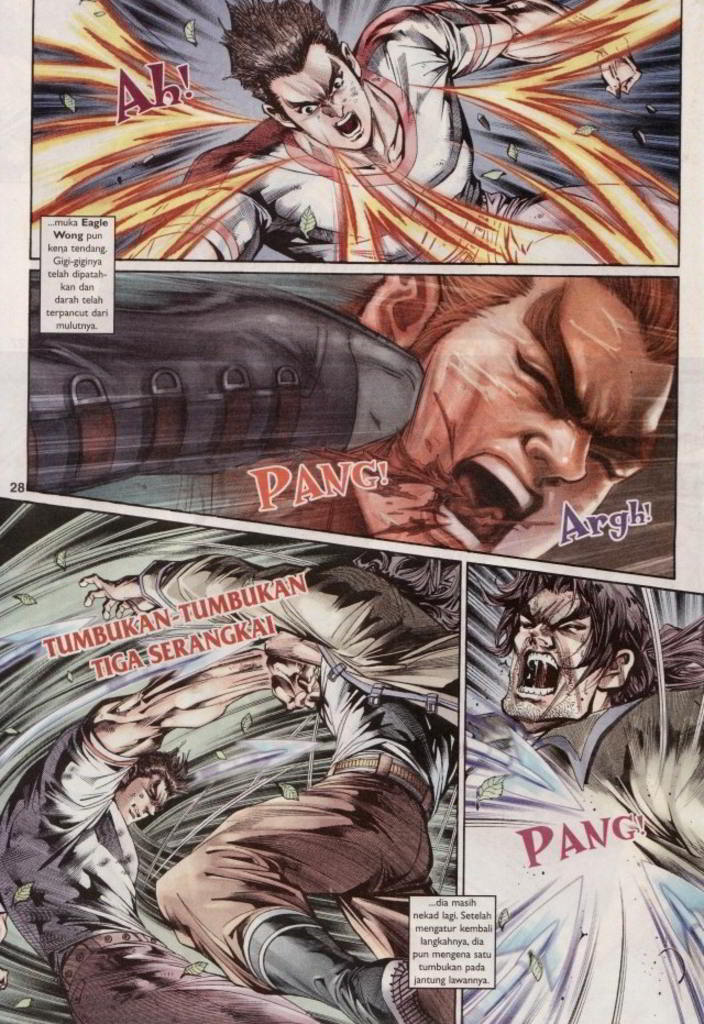 Ah!
...muka Eagle
Wong pun
kena tendang.
Gigi-giginya
telah dipatah-
kan dan
darah telah
terpancut dari
mulutnya.
PANG!
Argh!
28
TUMBUKAN-TUMBUKAN
TIGA SERANGKAI
PANG!
...dia masih
nekad lagi. Setelah
mengatur kembali
langkahnya, dia
pun mengena satu
tumbukan pada
jantung lawannya.